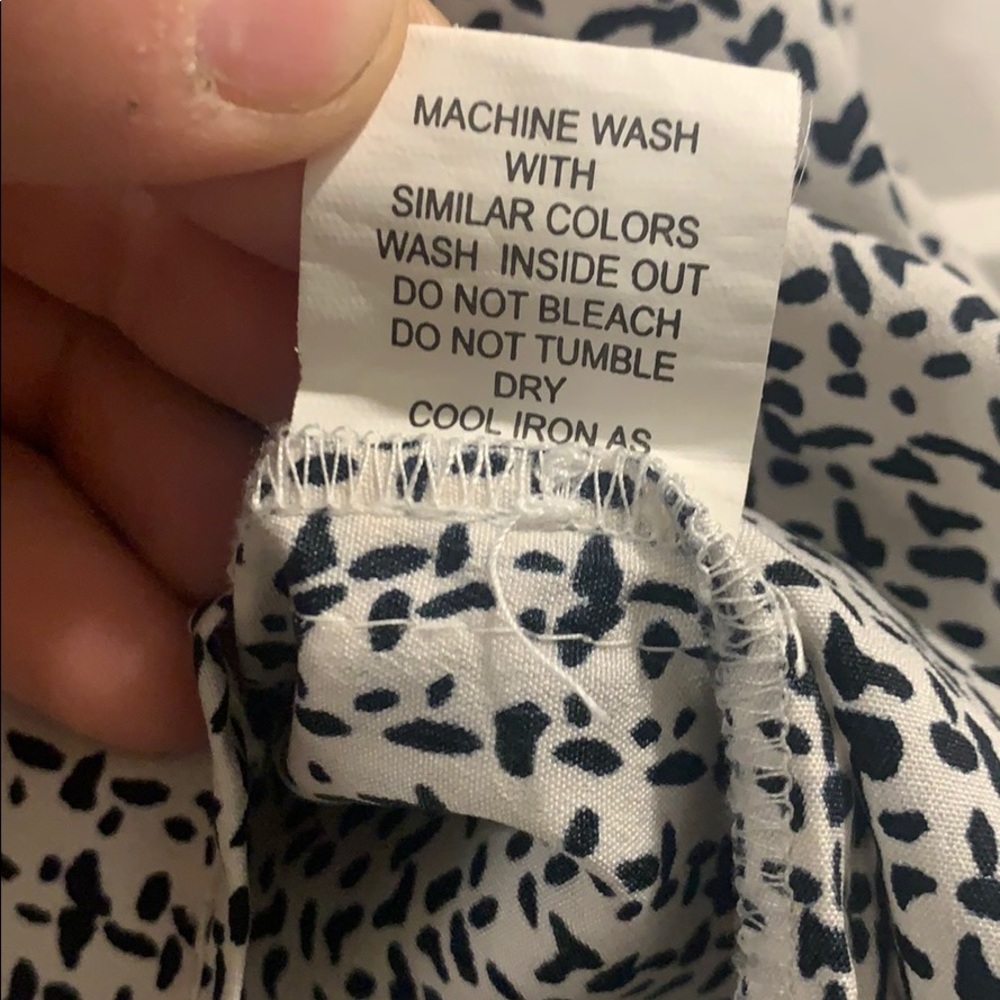 MACHINE WASH
WITH
SIMILAR COLORS
WASH INSIDE OUT
DO NOT BLEACH
DO NOT TUMBLE
DRY
COOL IRON AS